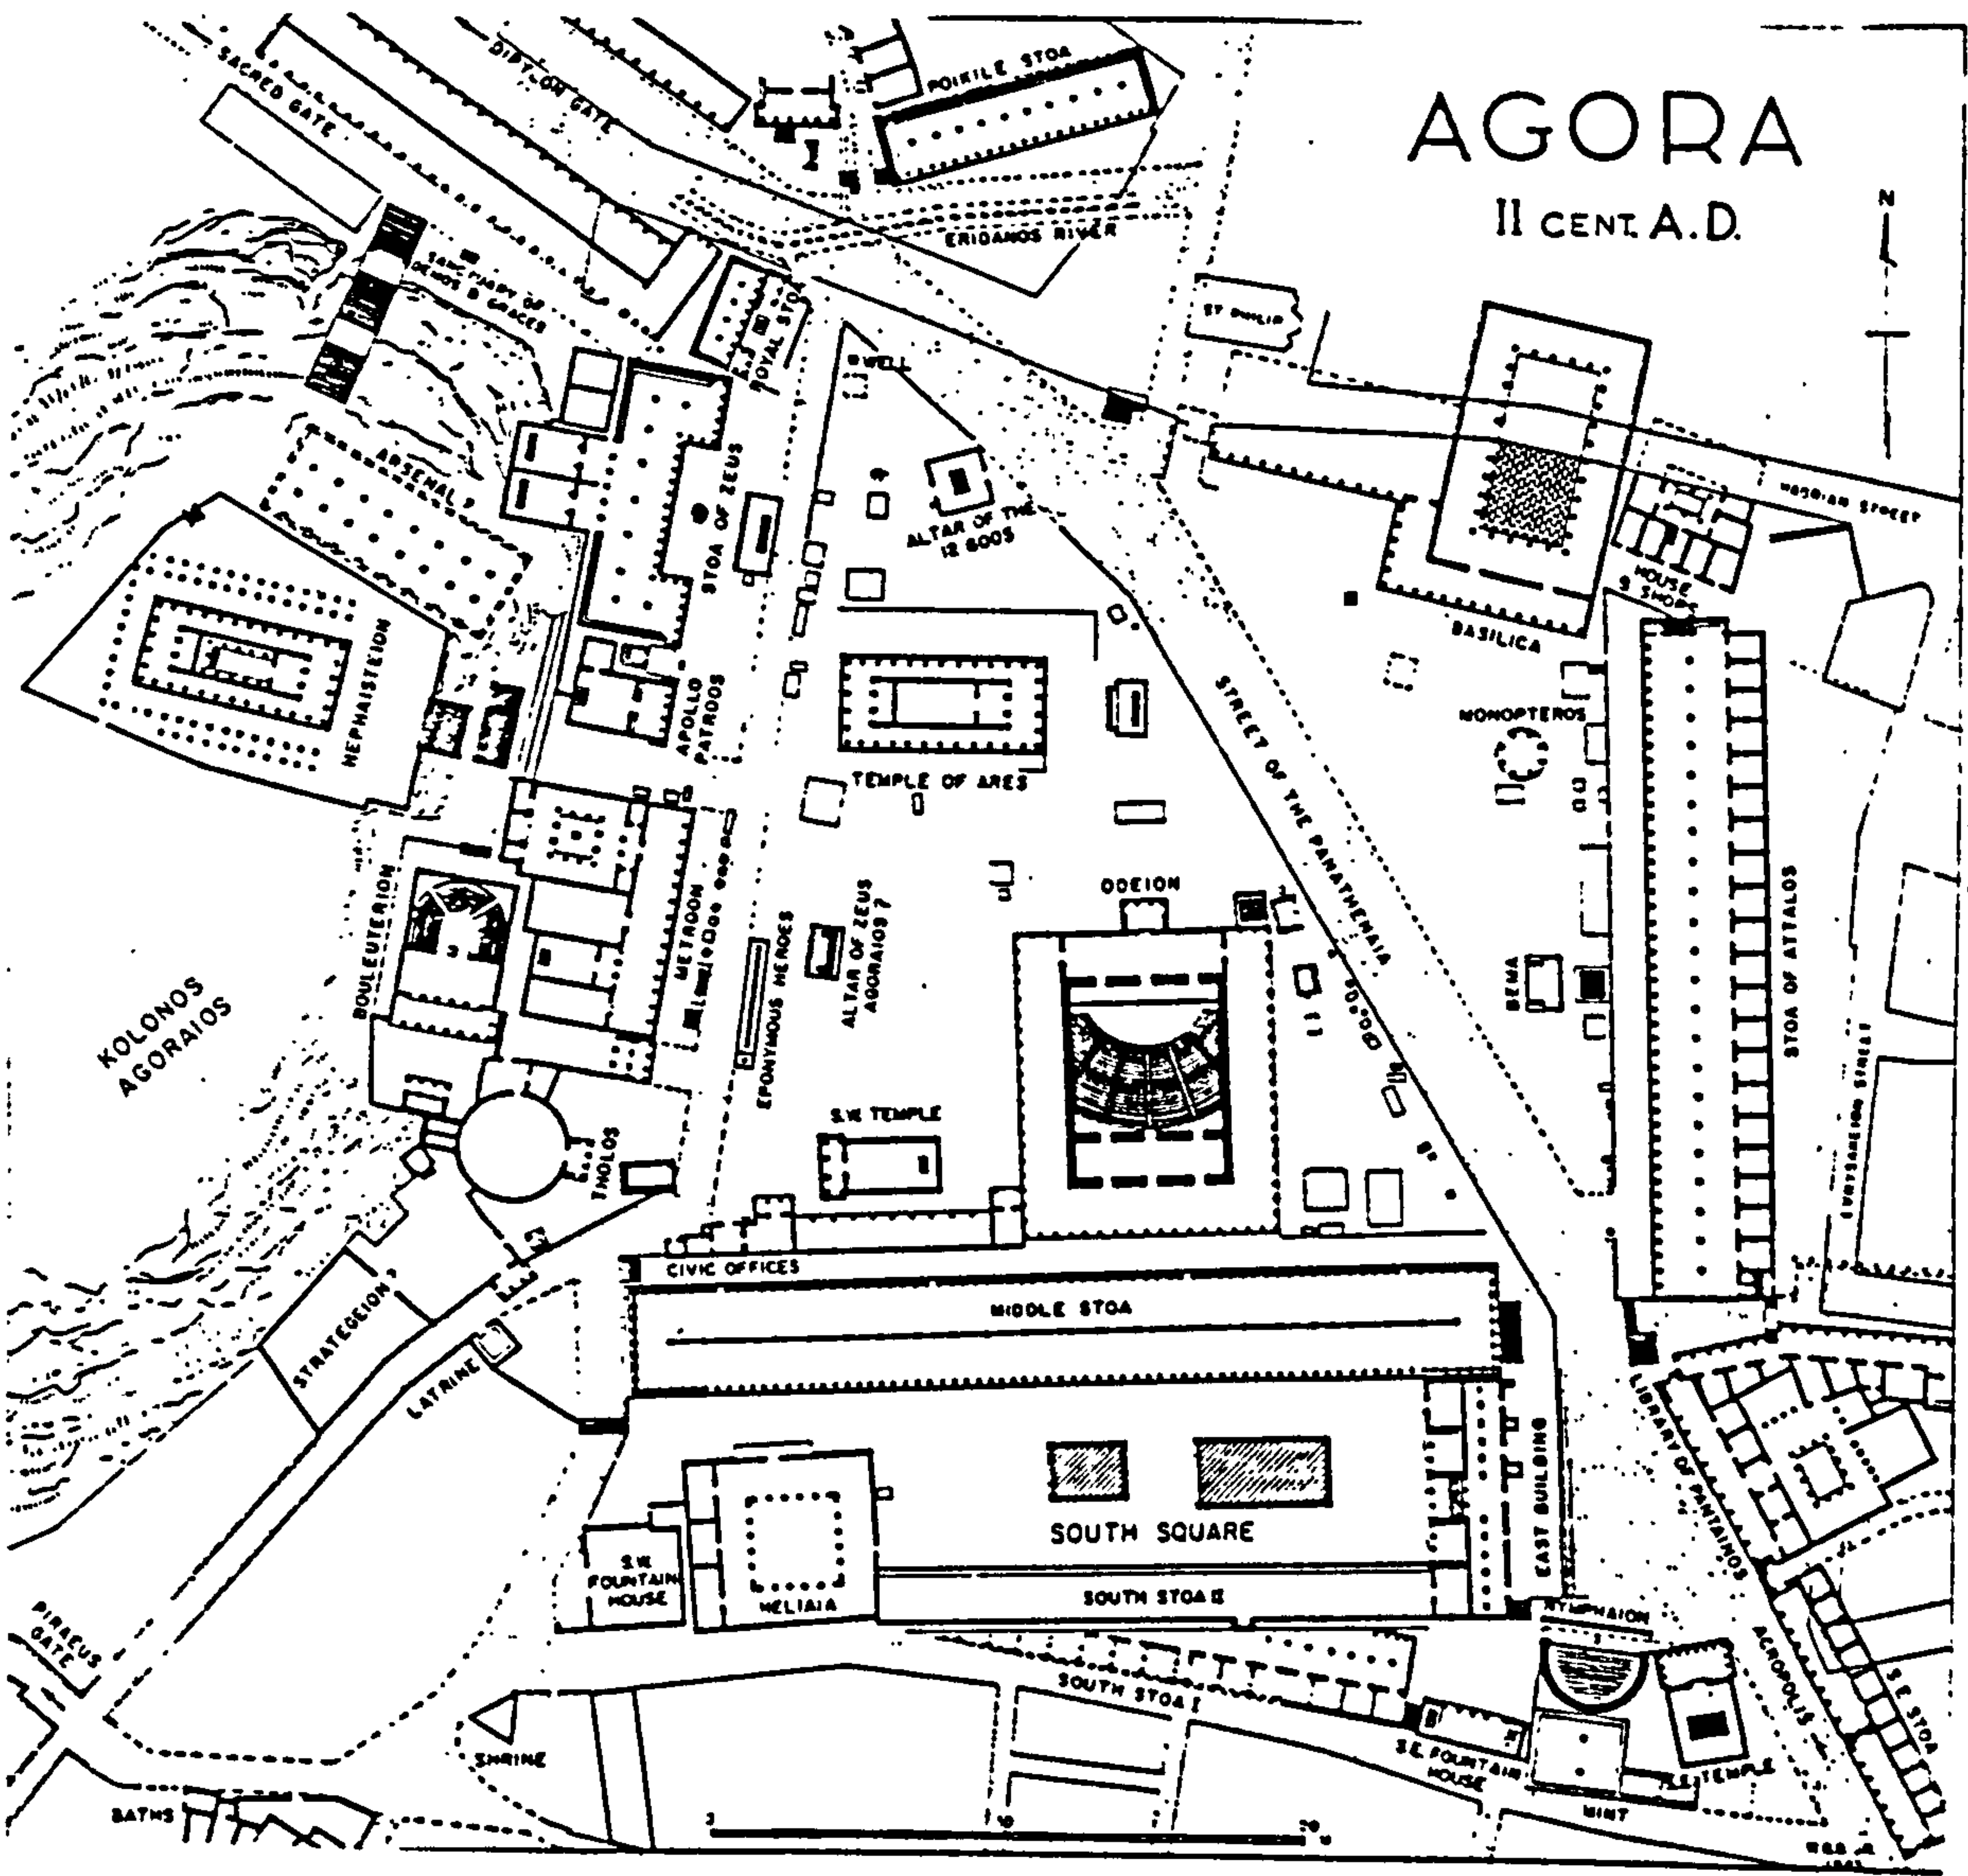 AGORA
II CENT. A.D.
N
SACRED GATE
DIPYLON GATE
POIKILE STOA
ERIDANOS RIVER
SANCTUARY OF
DEMOS & GRACES
ROYAL STOA
WELL
ST PHILIP
ARSENAL ?
STOA OF ZEUS
ALTAR OF THE
12 GODS
HADRIAN STREET
HOUSE
& SHOPS
BASILICA
HEPHAISTEION
APOLLO
PATROOS
TEMPLE OF ARES
STREET OF THE PANATHENAIA
MONOPTEROS
BOULEUTERION
METROON
EPONYMOUS HEROES
ALTAR OF ZEUS
AGORAIOS ?
ODEION
BEMA
STOA OF ATTALOS
KOLONOS
AGORAIOS
THOLOS
S.W. TEMPLE
CIVIC OFFICES
MIDDLE STOA
STRATEGEION ?
LATRINE
LIBRARY OF PANTAINOS
EAST BUILDING
SOUTH SQUARE
S.W.
FOUNTAIN
HOUSE
HELIAIA
SOUTH STOA II
NYMPHAION
PIRAEUS
GATE
SOUTH STOA I
ACROPOLIS
S.E. STOA
SHRINE
S.E. FOUNTAIN
HOUSE
S.E. TEMPLE
MINT
BATHS